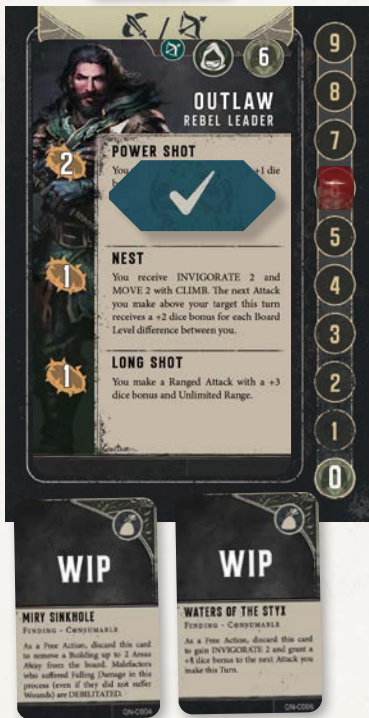 /
6
9
8
7
5
4
3
2
1
0
OUTLAW
REBEL LEADER
2
POWER SHOT
You +1 die
1
NEST
You receive INVIGORATE 2 and
MOVE 2 with CLIMB. The next Attack
you make above your target this turn
receives a +2 dice bonus for each Board
Level difference between you.
1
LONG SHOT
You make a Ranged Attack with a +3
dice bonus and Unlimited Range.
WIP
MIRY SINKHOLE
FINDING - CONSUMABLE
As a Free Action, discard this card
to remove a Building up to 2 Areas
Away from the board. Malefactors
who suffered Falling Damage in this
process (even if they did not suffer
Wounds) are DEBILITATED.
ON-C004
WIP
WATERS OF THE STYX
FINDING - CONSUMABLE
As a Free Action, discard this card
to gain INVIGORATE 2 and grant a
dice bonus to the next Attack you
make this Turn.
ON-C006